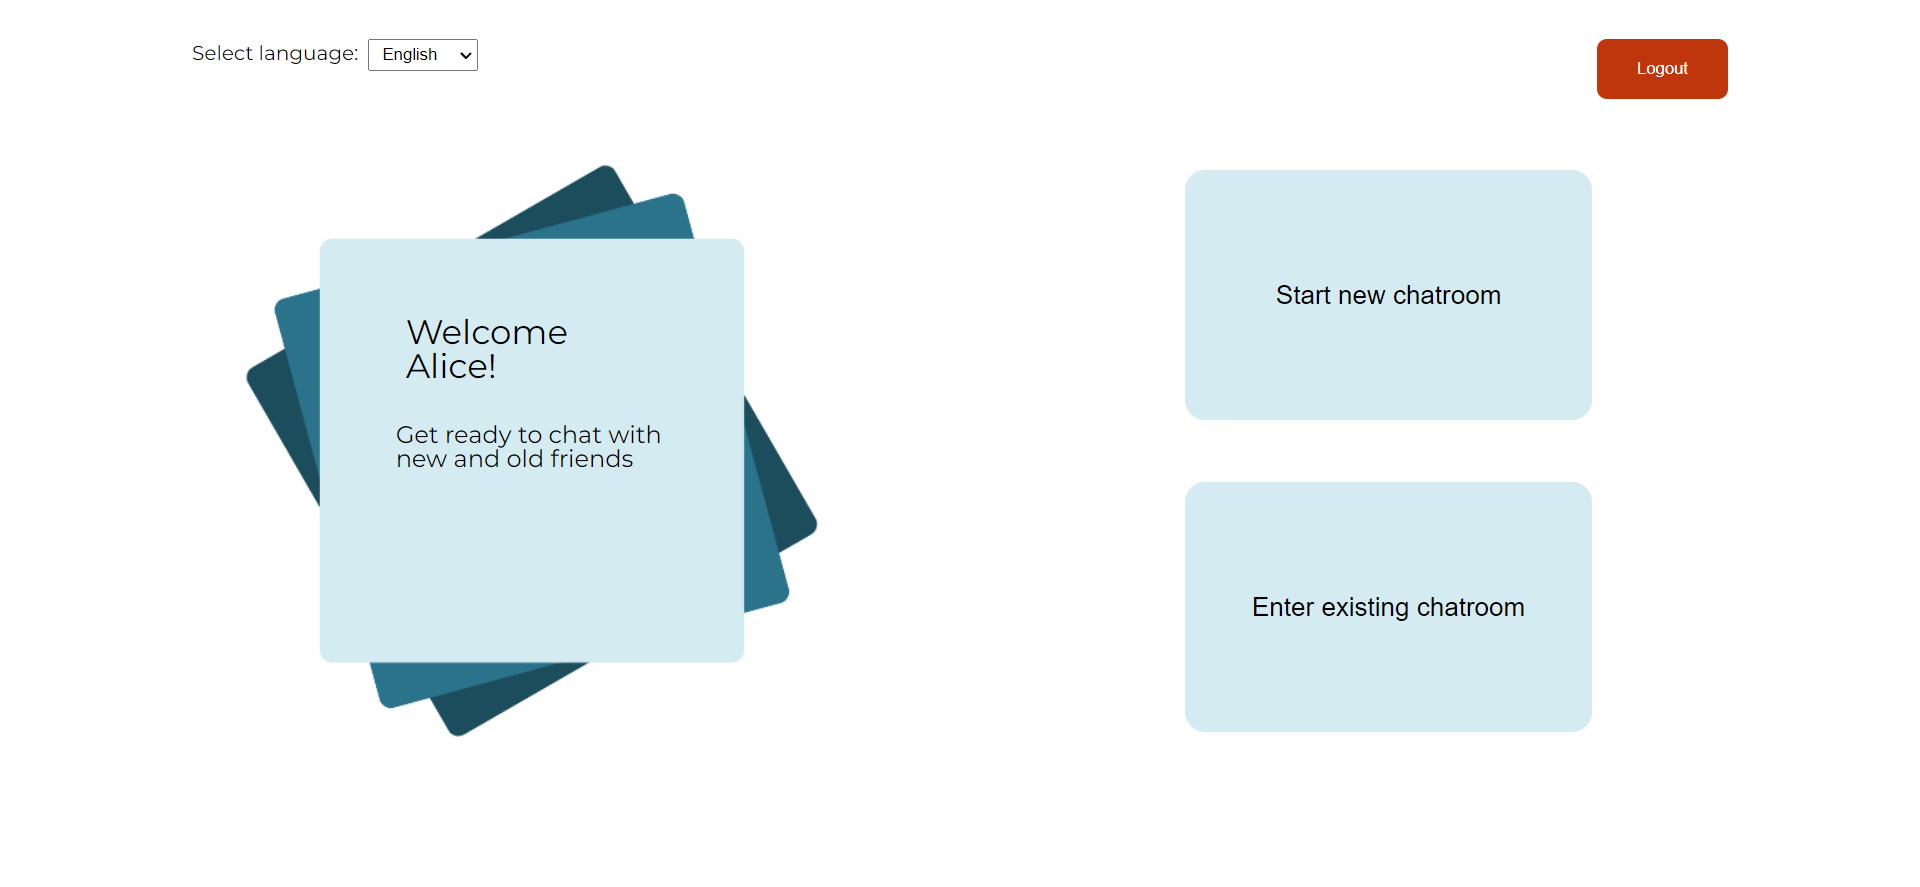 Select language:
English
Logout
Welcome
Alice!
Get ready to chat with
new and old friends
Start new chatroom
Enter existing chatroom